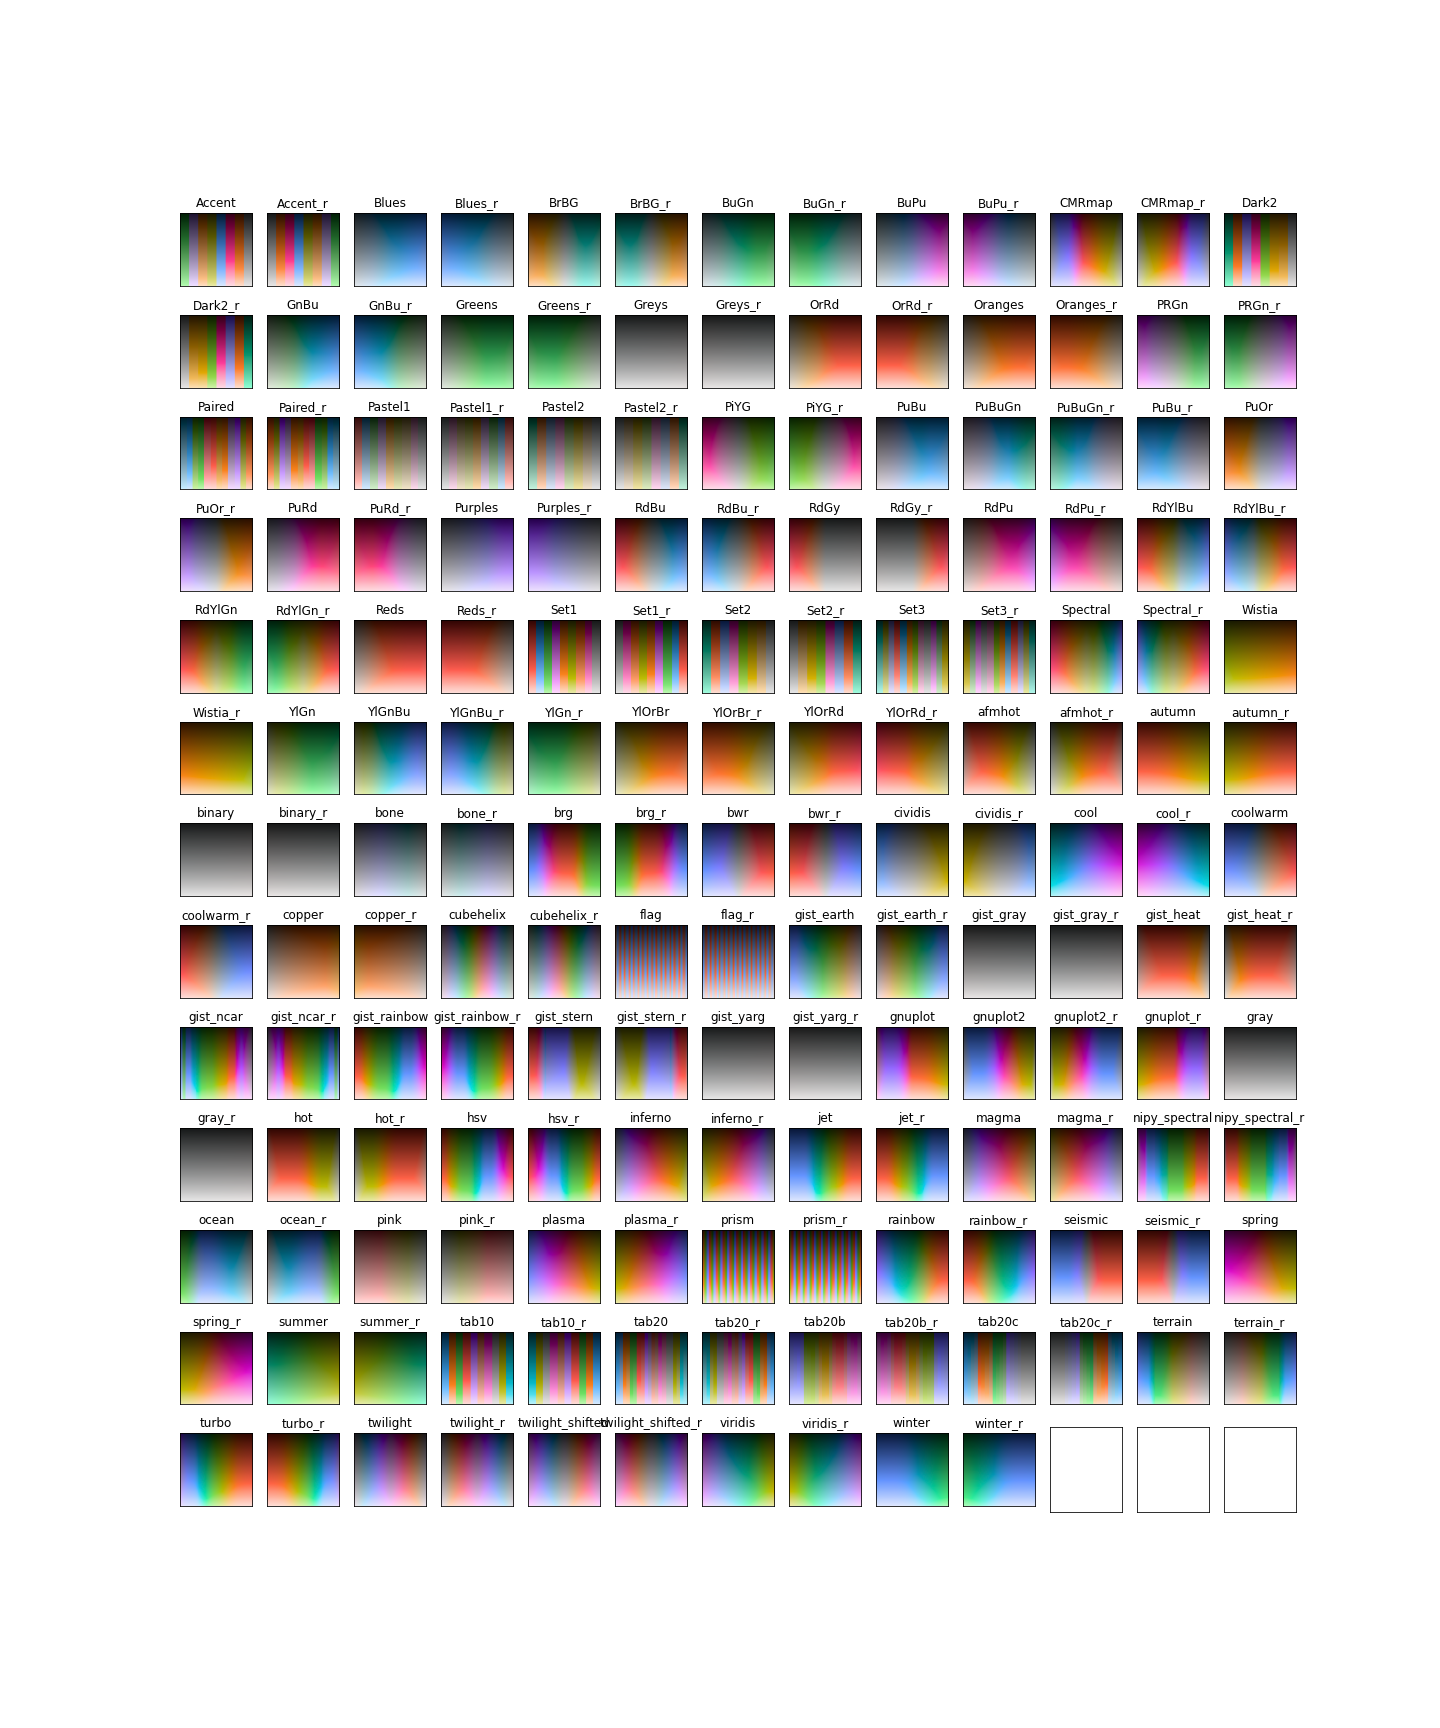 Accent Accent_r Blues Blues_r BrBG BrBG_r BuGn BuGn_r BuPu BuPu_r CMRmap CMRmap_r Dark2
Dark2_r GnBu GnBu_r Greens Greens_r Greys Greys_r OrRd OrRd_r Oranges Oranges_r PRGn PRGn_r
Paired Paired_r Pastel1 Pastel1_r Pastel2 Pastel2_r PiYG PiYG_r PuBu PuBuGn PuBuGn_r PuBu_r PuOr
PuOr_r PuRd PuRd_r Purples Purples_r RdBu RdBu_r RdGy RdGy_r RdPu RdPu_r RdYlBu RdYlBu_r
RdYlGn RdYlGn_r Reds Reds_r Set1 Set1_r Set2 Set2_r Set3 Set3_r Spectral Spectral_r Wistia
Wistia_r YlGn YlGnBu YlGnBu_r YlGn_r YlOrBr YlOrBr_r YlOrRd YlOrRd_r afmhot afmhot_r autumn autumn_r
binary binary_r bone bone_r brg brg_r bwr bwr_r cividis cividis_r cool cool_r coolwarm
coolwarm_r copper copper_r cubehelix cubehelix_r flag flag_r gist_earth gist_earth_r gist_gray gist_gray_r gist_heat gist_heat_r
gist_ncar gist_ncar_r gist_rainbow gist_rainbow_r gist_stern gist_stern_r gist_yarg gist_yarg_r gnuplot gnuplot2 gnuplot2_r gnuplot_r gray
gray_r hot hot_r hsv hsv_r inferno inferno_r jet jet_r magma magma_r nipy_spectral nipy_spectral_r
ocean ocean_r pink pink_r plasma plasma_r prism prism_r rainbow rainbow_r seismic seismic_r spring
spring_r summer summer_r tab10 tab10_r tab20 tab20_r tab20b tab20b_r tab20c tab20c_r terrain terrain_r
turbo turbo_r twilight twilight_r twilight_shifted twilight_shifted_r viridis viridis_r winter winter_r